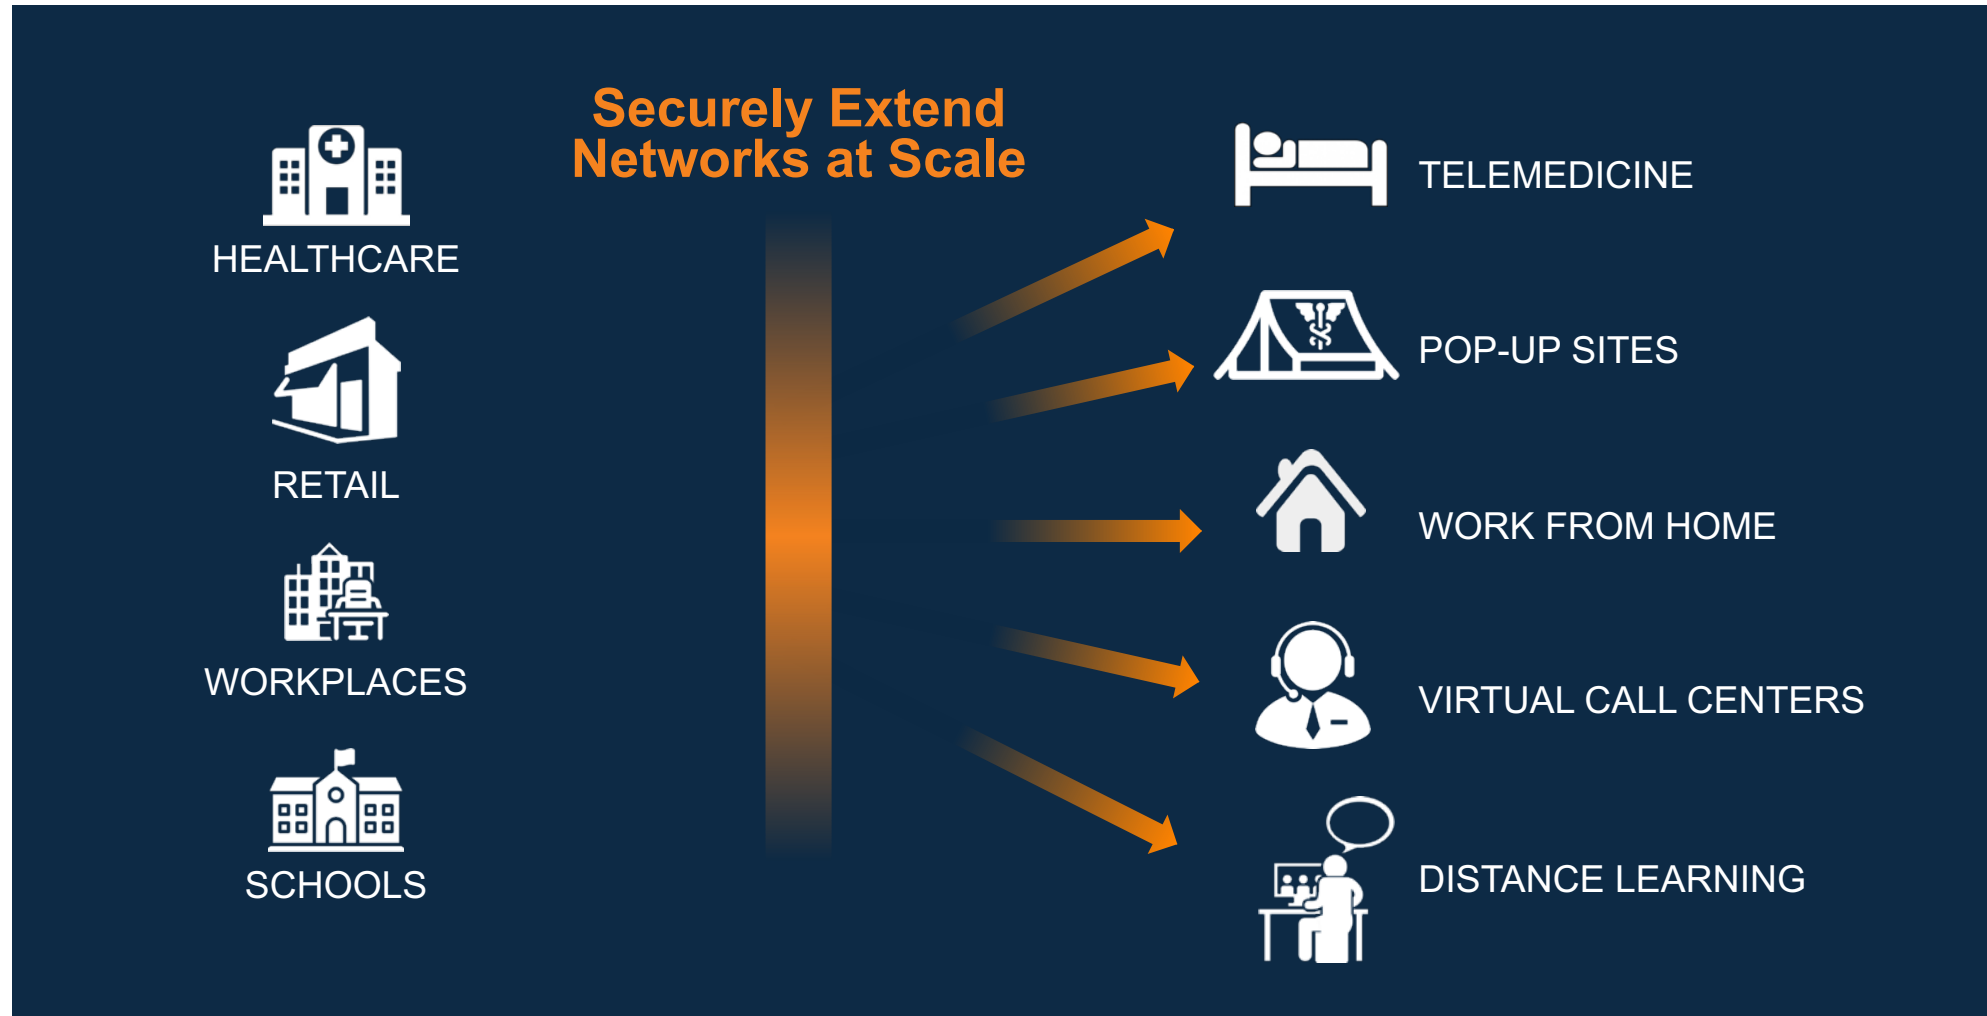 Securely Extend
Networks at Scale
HEALTHCARE
RETAIL
WORKPLACES
SCHOOLS
TELEMEDICINE
POP-UP SITES
WORK FROM HOME
VIRTUAL CALL CENTERS
DISTANCE LEARNING